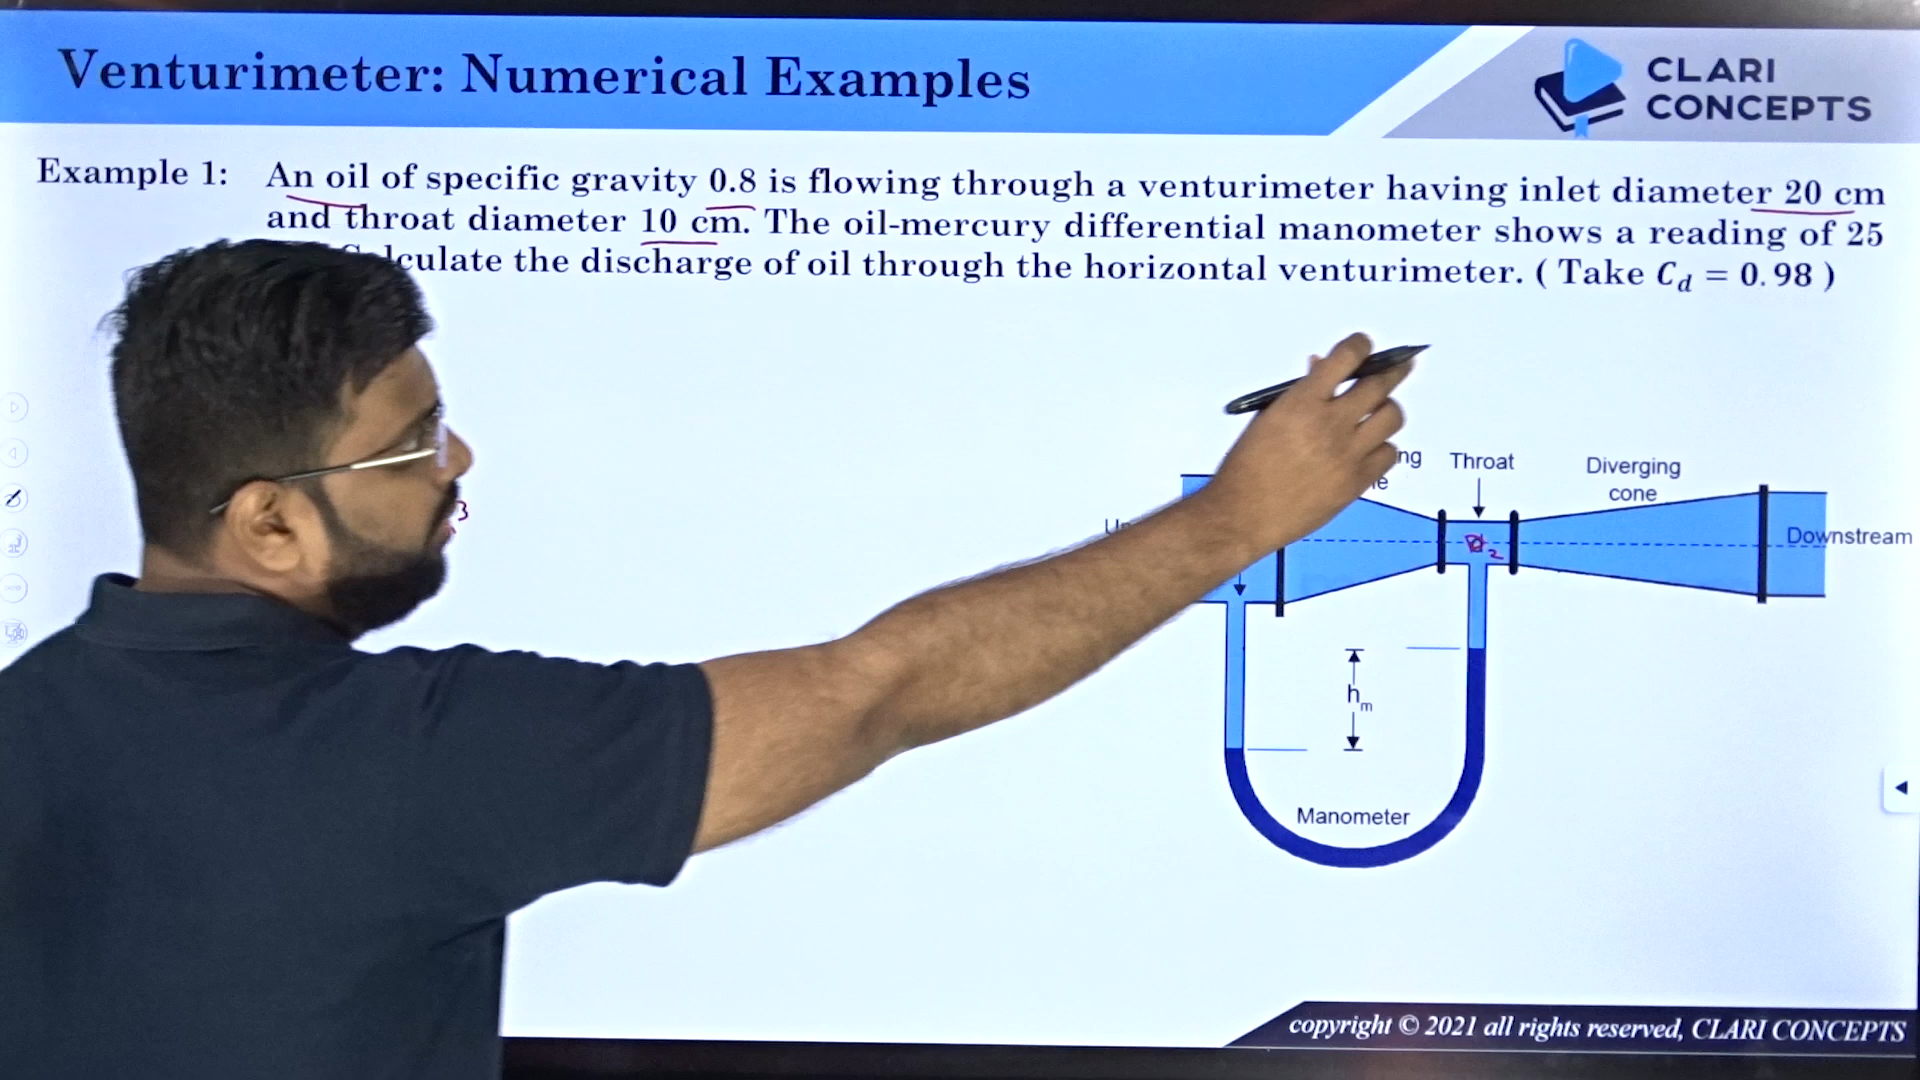 Venturimeter: Numerical Examples
CLARI
CONCEPTS
Example 1: An oil of specific gravity 0.8 is flowing through a venturimeter having inlet diameter 20 cm
and throat diameter 10 cm. The oil-mercury differential manometer shows a reading of 25
the discharge of oil through the horizontal venturimeter. ( Take C_d = 0.98 )
Throat
Diverging
cone
Downstream
2
3
h_m
Manometer
copyright © 2021 all rights reserved, CLARI CONCEPTS